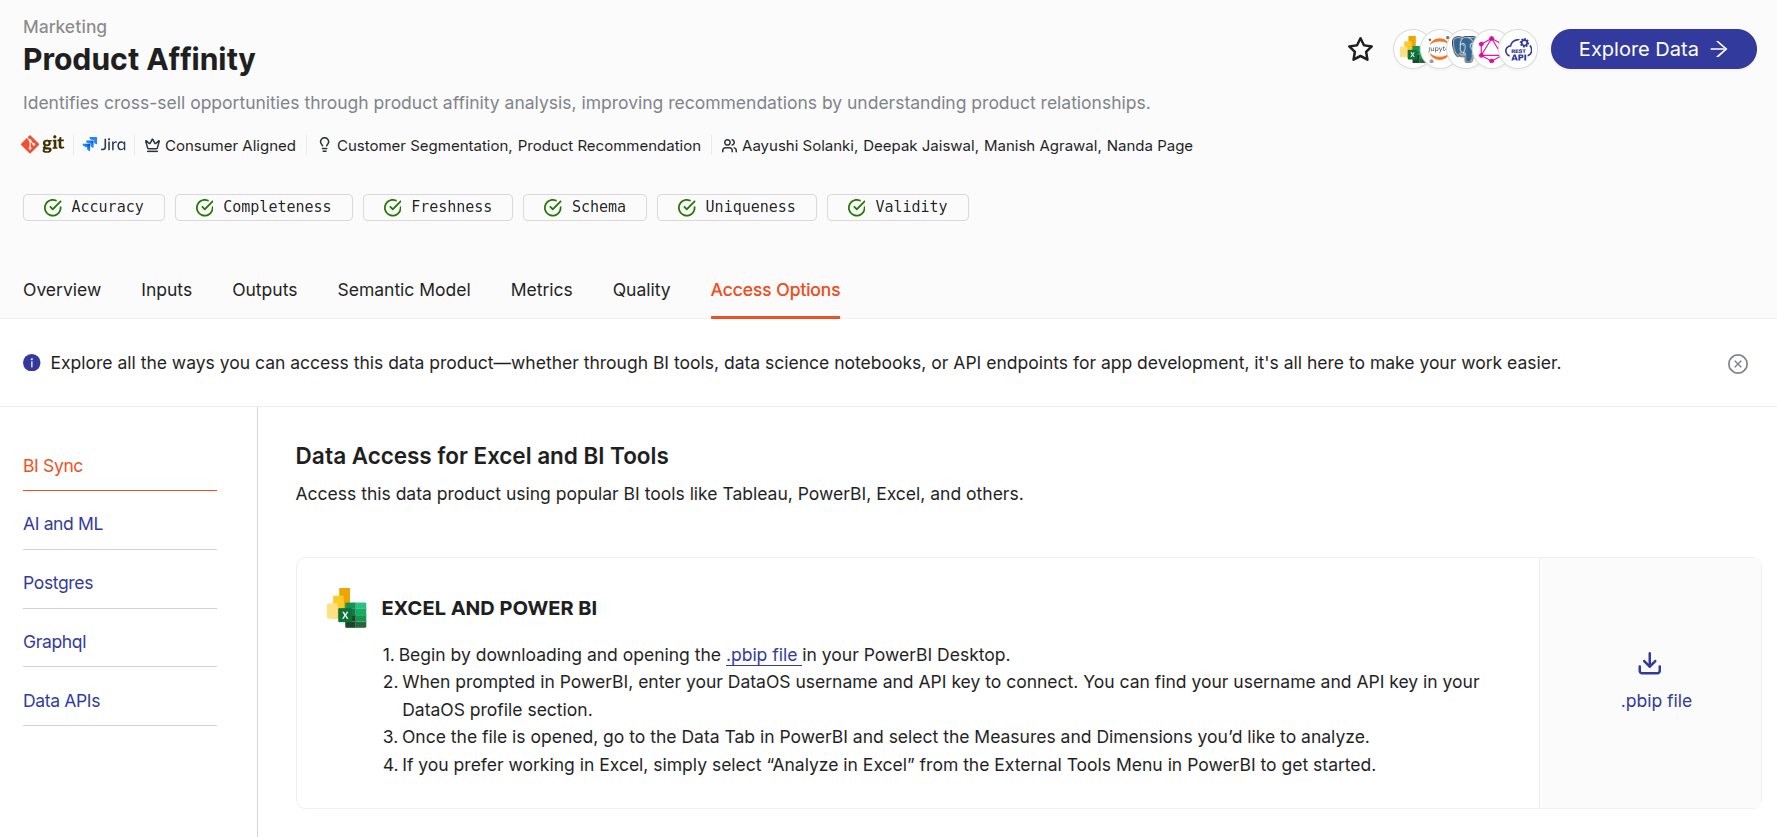 Marketing
Product Affinity
Explore Data
jupyter
REST
API
Identifies cross-sell opportunities through product affinity analysis, improving recommendations by understanding product relationships.
git
Jira
Consumer Aligned
Customer Segmentation, Product Recommendation
Aayushi Solanki, Deepak Jaiswal, Manish Agrawal, Nanda Page
Accuracy
Completeness
Freshness
Schema
Uniqueness
Validity
Overview
Inputs
Outputs
Semantic Model
Metrics
Quality
Access Options
Explore all the ways you can access this data product—whether through BI tools, data science notebooks, or API endpoints for app development, it's all here to make your work easier.
BI Sync
AI and ML
Postgres
Graphql
Data APIs
Data Access for Excel and BI Tools
Access this data product using popular BI tools like Tableau, PowerBI, Excel, and others.
EXCEL AND POWER BI
1. Begin by downloading and opening the .pbip file in your PowerBI Desktop.
2. When prompted in PowerBI, enter your DataOS username and API key to connect. You can find your username and API key in your
DataOS profile section.
3. Once the file is opened, go to the Data Tab in PowerBI and select the Measures and Dimensions you’d like to analyze.
4. If you prefer working in Excel, simply select “Analyze in Excel” from the External Tools Menu in PowerBI to get started.
.pbip file